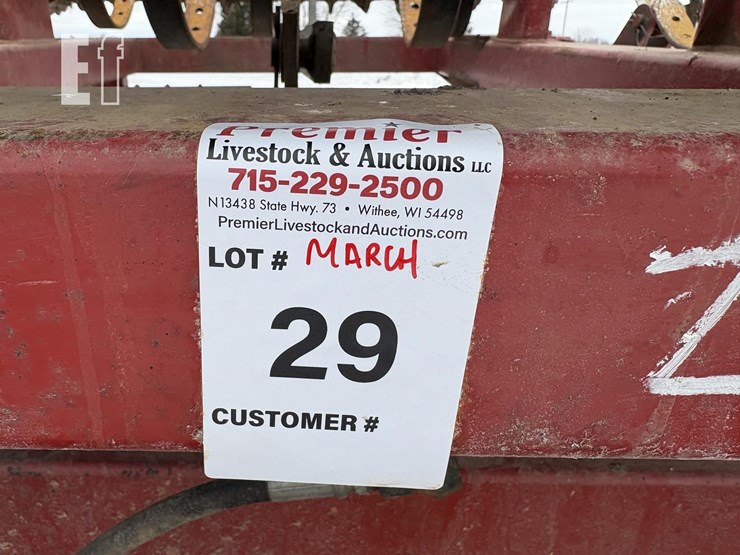 Ef
Premier
Livestock & Auctions LLC
715-229-2500
N13438 State Hwy. 73 • Withee, WI 54498
PremierLivestockandAuctions.com
LOT # MARCH
29
CUSTOMER #